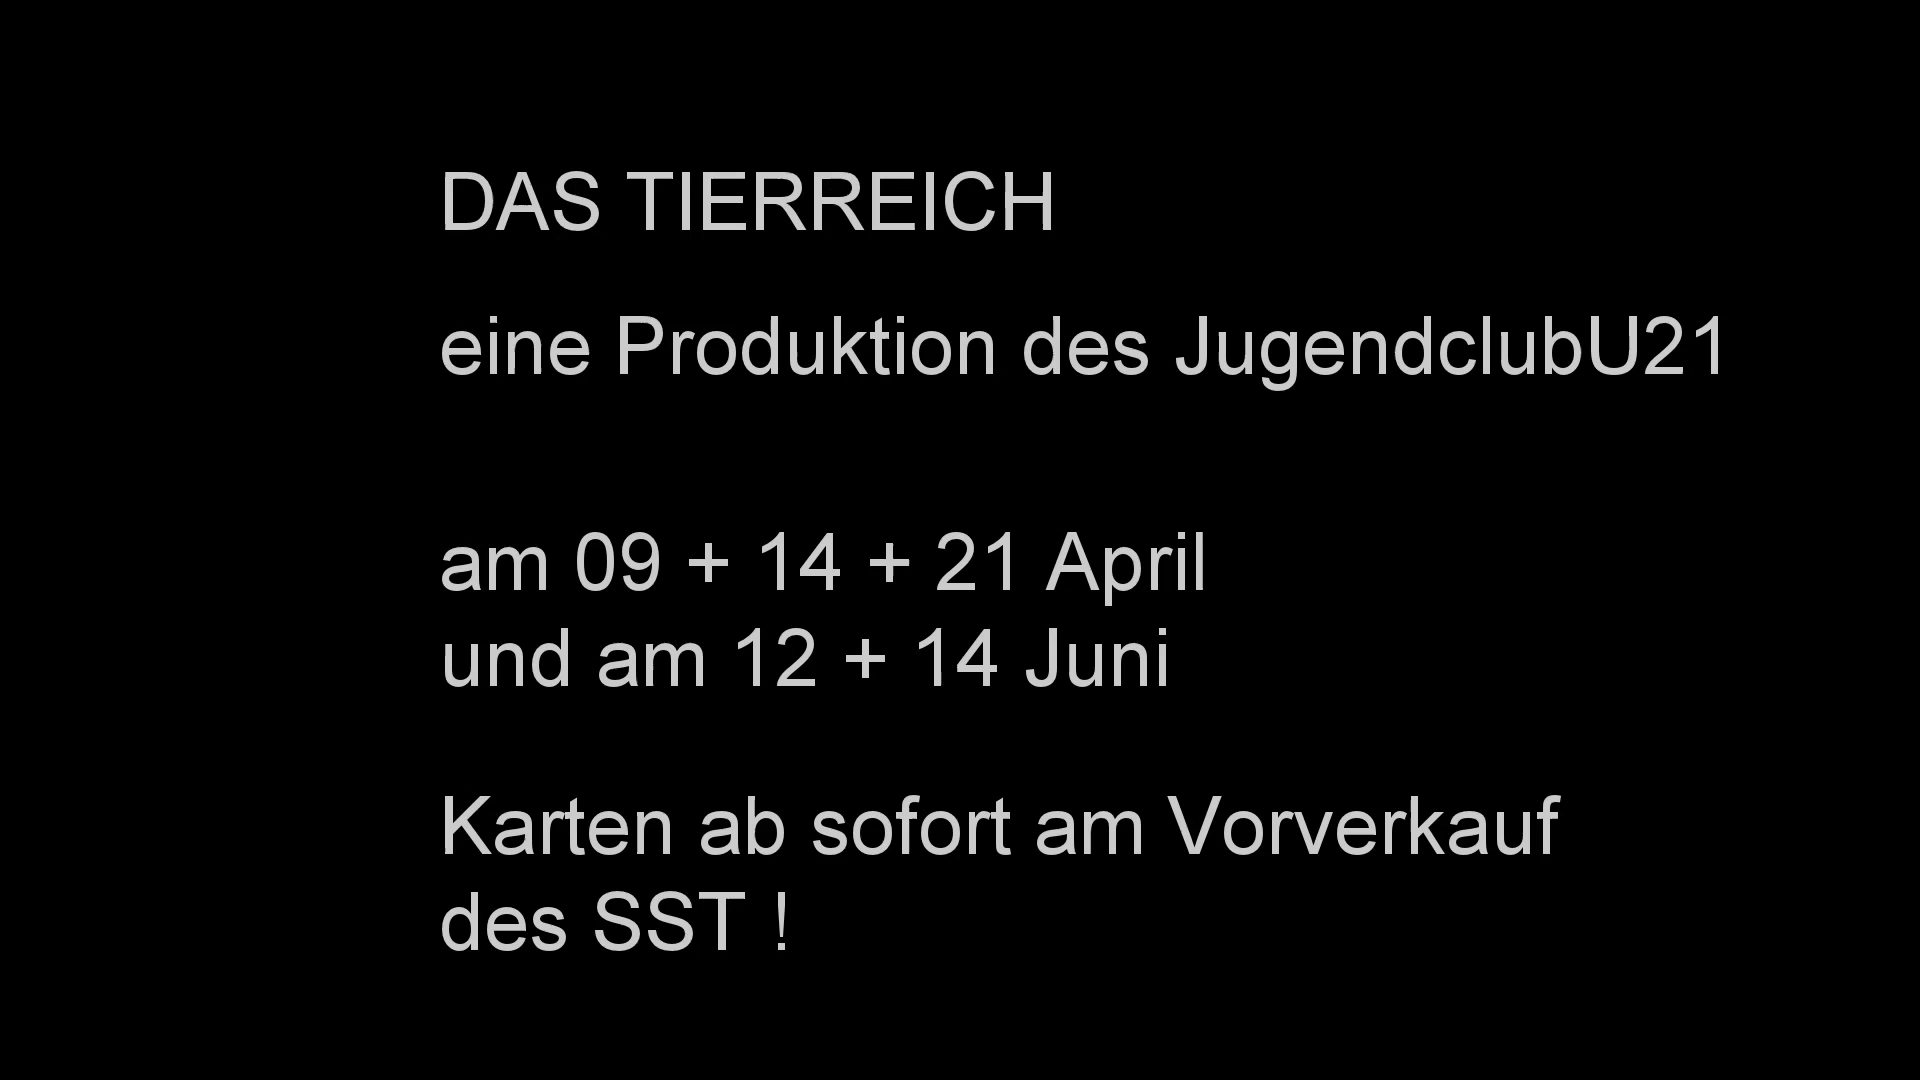 DAS TIERREICH
eine Produktion des JugendclubU21
am 09 + 14 + 21 April
und am 12 + 14 Juni
Karten ab sofort am Vorverkauf
des SST !